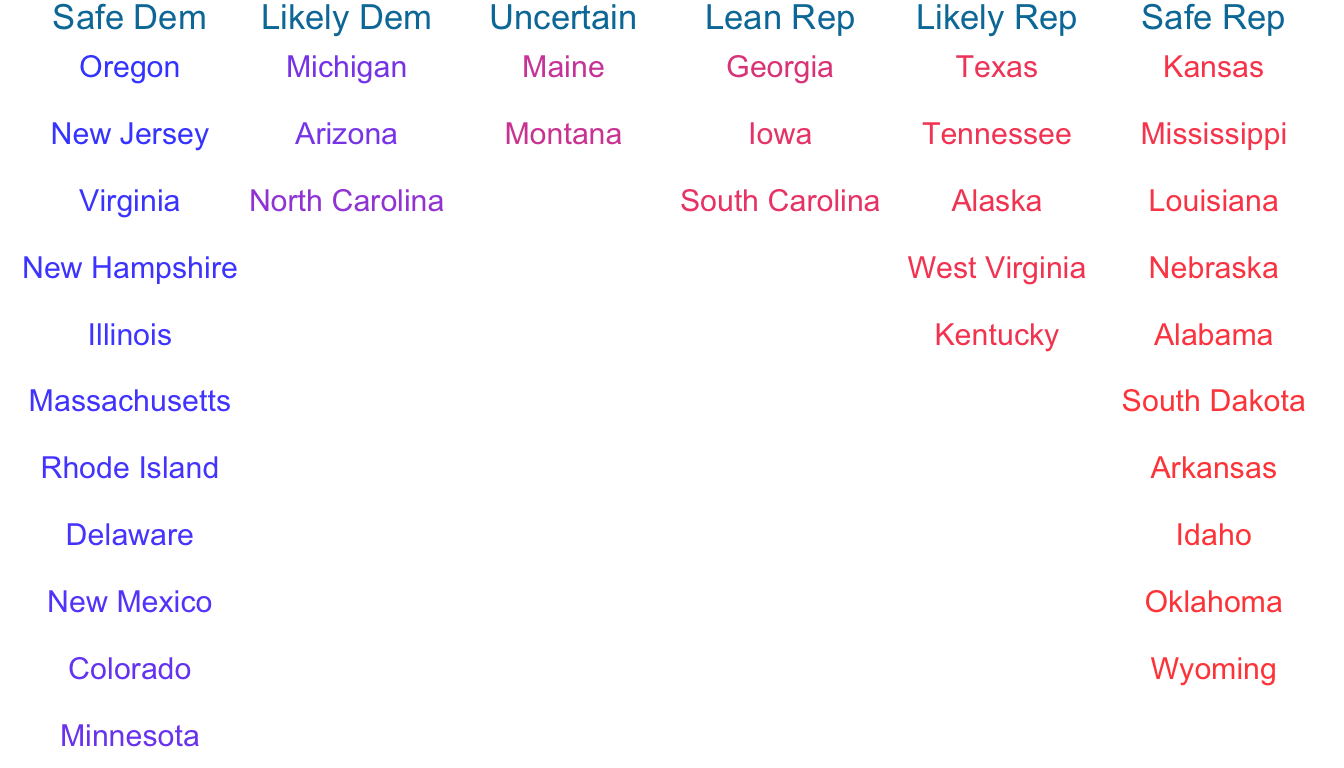 Safe Dem Likely Dem Uncertain Lean Rep Likely Rep Safe Rep
Oregon Michigan Maine Georgia Texas Kansas
New Jersey Arizona Montana Iowa Tennessee Mississippi
Virginia North Carolina South Carolina Alaska Louisiana
New Hampshire West Virginia Nebraska
Illinois Kentucky Alabama
Massachusetts South Dakota
Rhode Island Arkansas
Delaware Idaho
New Mexico Oklahoma
Colorado Wyoming
Minnesota